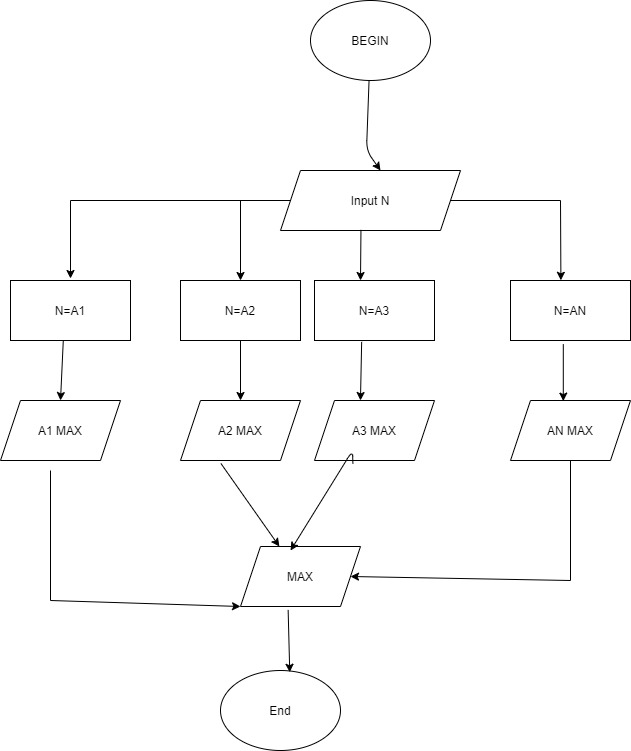 BEGIN
Input N
N=A1
N=A2
N=A3
N=AN
A1 MAX
A2 MAX
A3 MAX
AN MAX
MAX
End